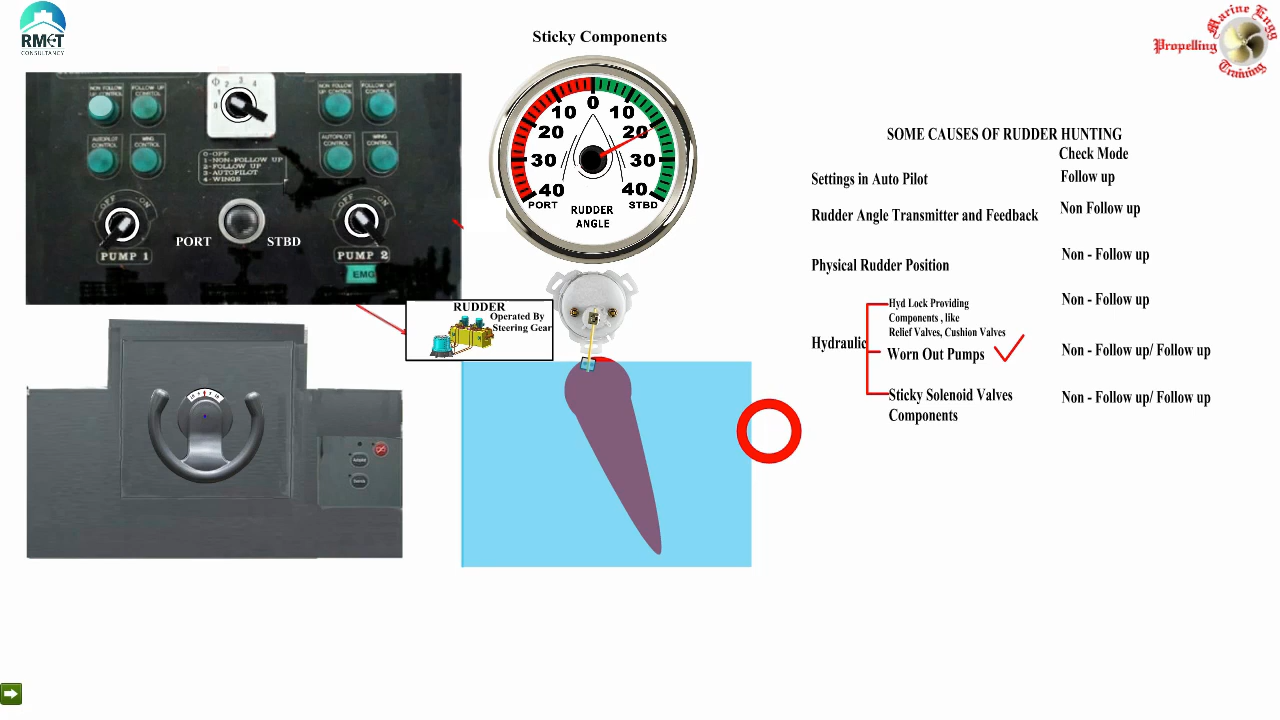 RMET
CONSULTANCY
Sticky Components
Marine Engg
Propelling
Training
NON FOLLOW
UP CONTROL
FOLLOW UP
CONTROL
1 2 3 4
0
NON FOLLOW
UP CONTROL
FOLLOW UP
CONTROL
AUTOPILOT
CONTROL
WING
CONTROL
AUTOPILOT
CONTROL
WING
CONTROL
0-OFF
1-NON-FOLLOW UP
2-FOLLOW UP
3-AUTOPILOT
4-WINGS
OFF ON
OFF ON
PORT STBD
PUMP 1
PUMP 2
EMG
0
10 10
20 20
30 30
40 40
PORT STBD
RUDDER
ANGLE
RUDDER
Operated By
Steering Gear
SOME CAUSES OF RUDDER HUNTING
Check Mode
Settings in Auto Pilot Follow up
Rudder Angle Transmitter and Feedback Non Follow up
Physical Rudder Position Non - Follow up
Hydraulic
Hyd Lock Providing Non - Follow up
Components , like
Relief Valves, Cushion Valves
Worn Out Pumps Non - Follow up/ Follow up
Sticky Solenoid Valves Non - Follow up/ Follow up
Components